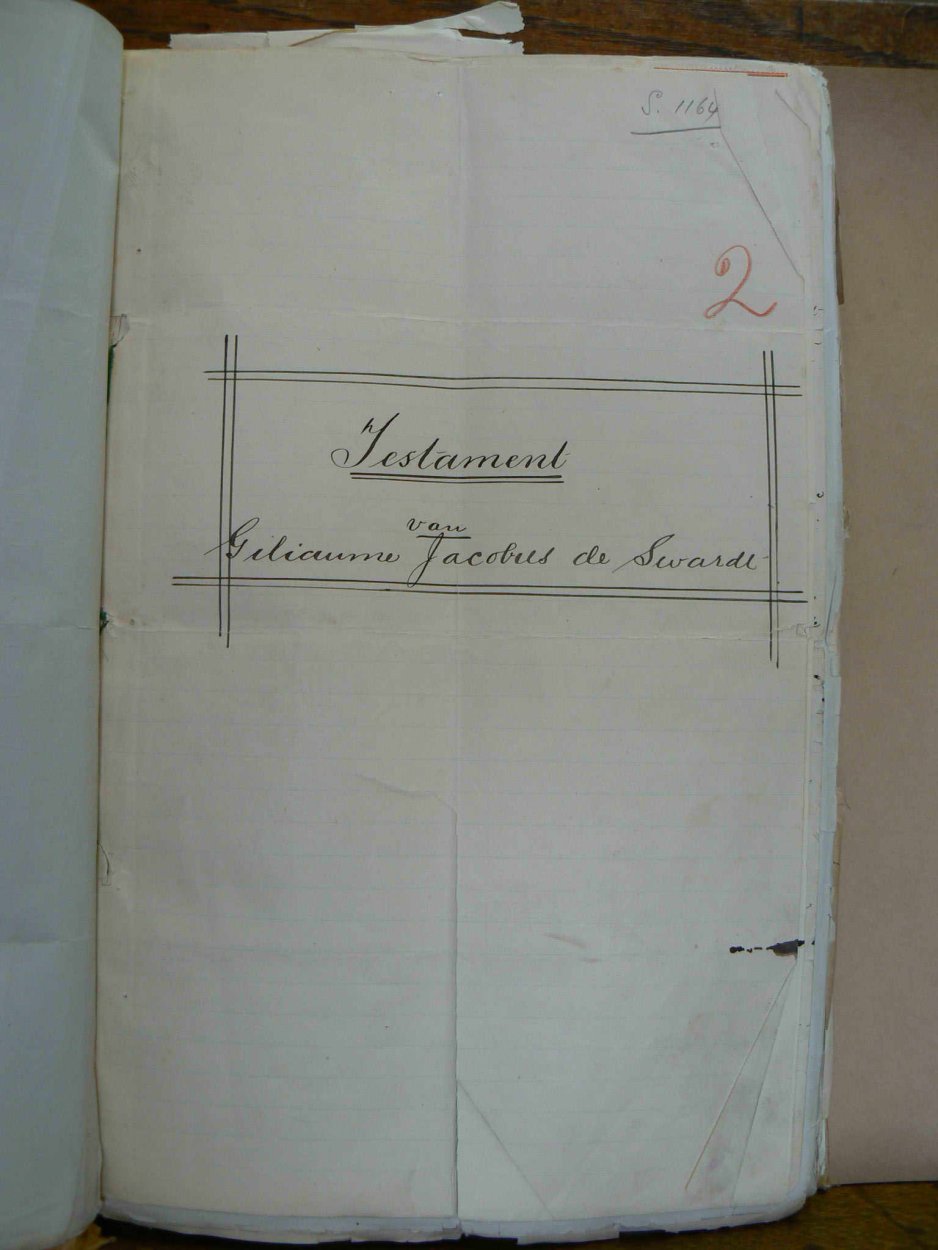 S. 1164
2
Testament
van
Giliaume Jacobus de Swardt